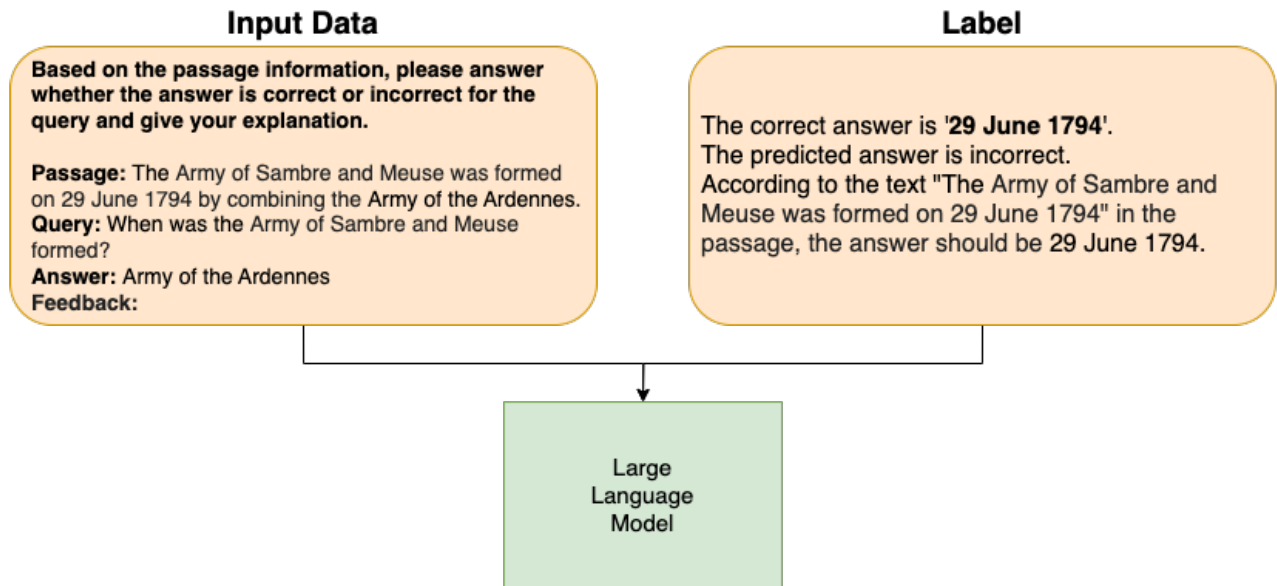 Input Data
Based on the passage information, please answer
whether the answer is correct or incorrect for the
query and give your explanation.
Passage: The Army of Sambre and Meuse was formed
on 29 June 1794 by combining the Army of the Ardennes.
Query: When was the Army of Sambre and Meuse
formed?
Answer: Army of the Ardennes
Feedback:
Label
The correct answer is '29 June 1794'.
The predicted answer is incorrect.
According to the text "The Army of Sambre and
Meuse was formed on 29 June 1794" in the
passage, the answer should be 29 June 1794.
Large
Language
Model